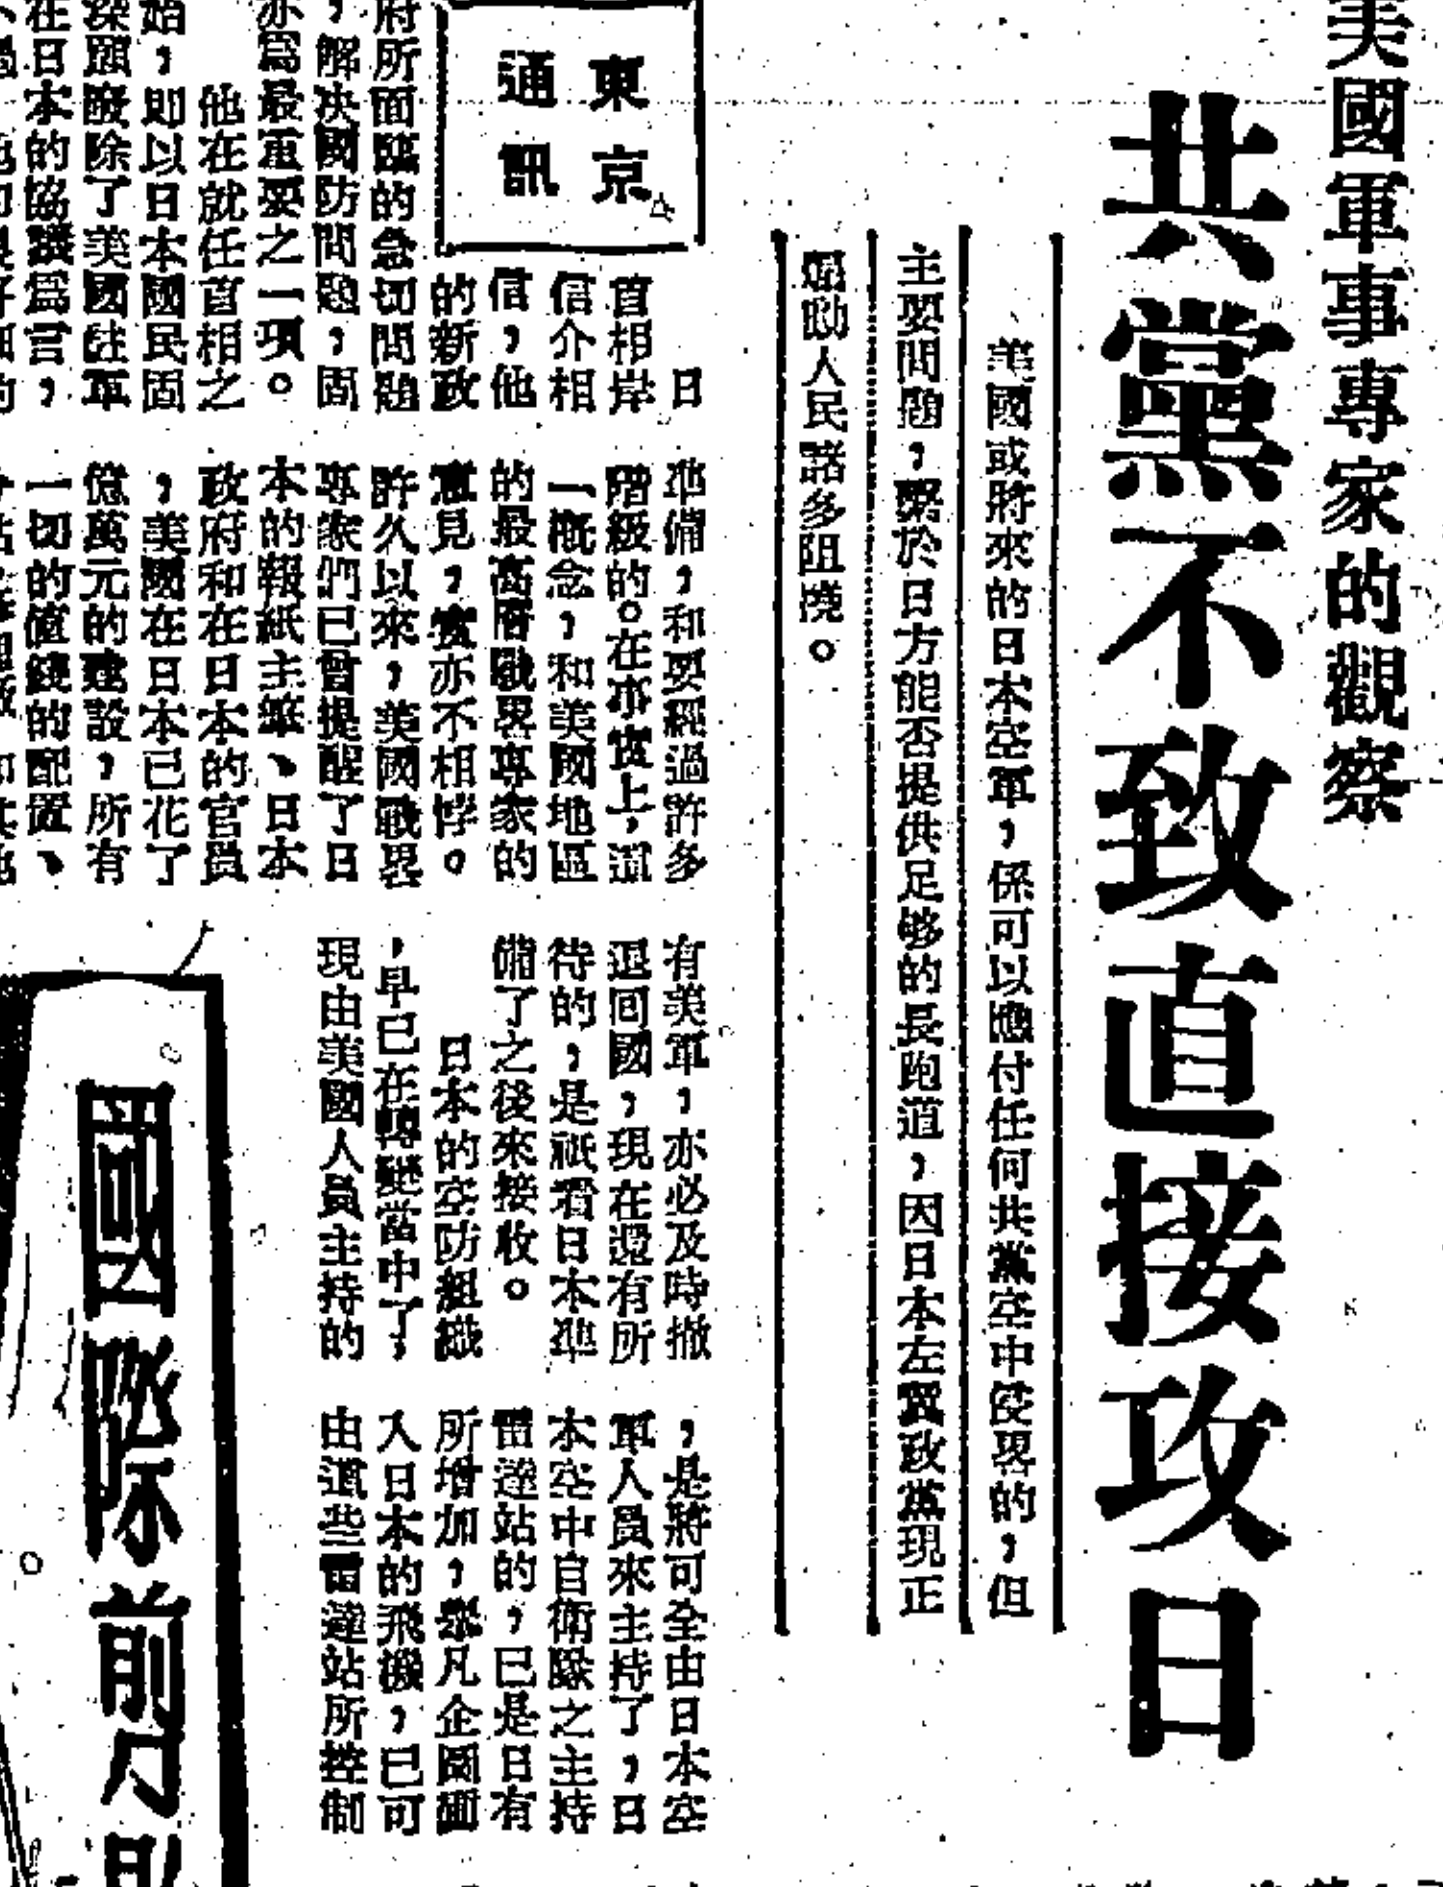 美國軍事專家的觀察
共黨不致直接攻日
美國或將來的日本空軍，係可以應付任何共黨空中侵畧的，但
主要問題，緊於日方能否提供足够的長跑道，因日本左翼政黨現正
煽動人民諸多阻撓。
東京
通訊
日
首相岸
信介相
信，他
的新政
府所面臨的急切問題
，解决國防問題，固
亦爲最重要之一項。
他在就任首相之
始，即以日本國民固
深願廢除了美國駐軍
在日本的協議爲言，
準備，和要經過許多
階級的。在事實上，這
一概念，和美國地區
的最高層戰畧專家的
意見，實亦不相悖。
許久以來，美國戰畧
專家們已曾提醒了日
本的報紙主筆、日本
政府和在日本的官員
，美國在日本已花了
億萬元的建設，所有
一切的值錢的配置、
有美軍，亦必及時撤
退回國，現在還有所
待的，是祇看日本準
備了之後來接收。
日本的空防組織
，早已在轉變當中了，
現由美國人員主持的
，是將可全由日本空
軍人員來主持了，日
本空中自衛隊之主持
雷達站的，已是日有
所增加，舉凡企圖闖
入日本的飛機，已可
由這些雷達站所控制
國際前